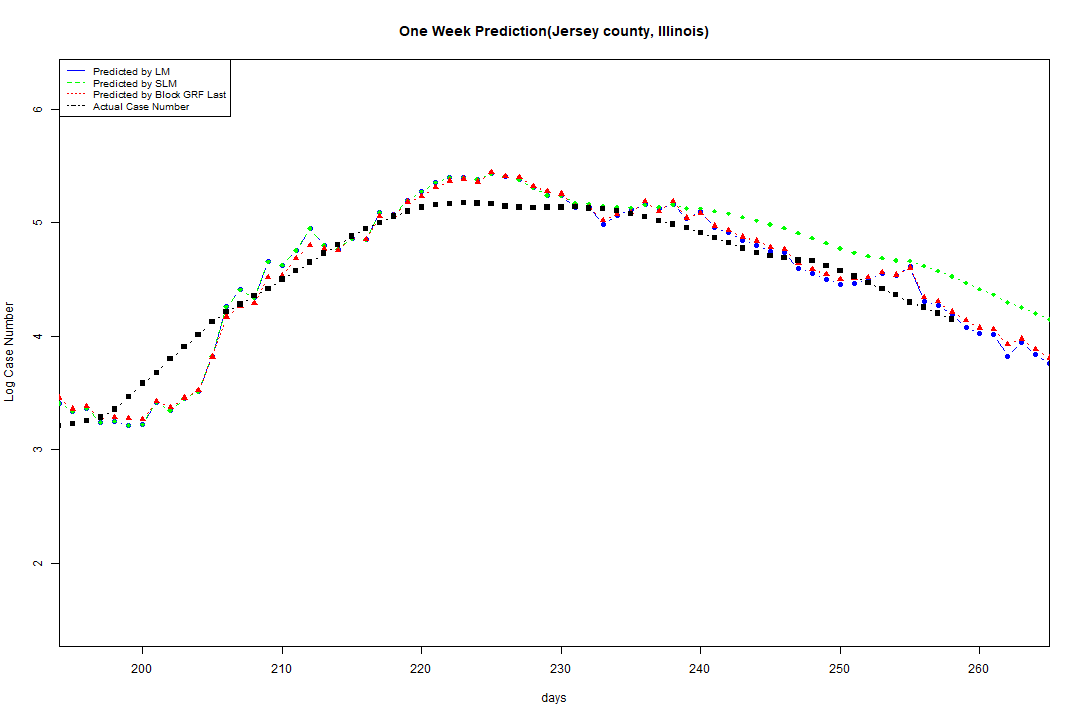 One Week Prediction(Jersey county, Illinois)
Predicted by LM
Predicted by SLM
Predicted by Block GRF Last
Actual Case Number
6
5
4
3
2
Log Case Number
200 210 220 230 240 250 260
days